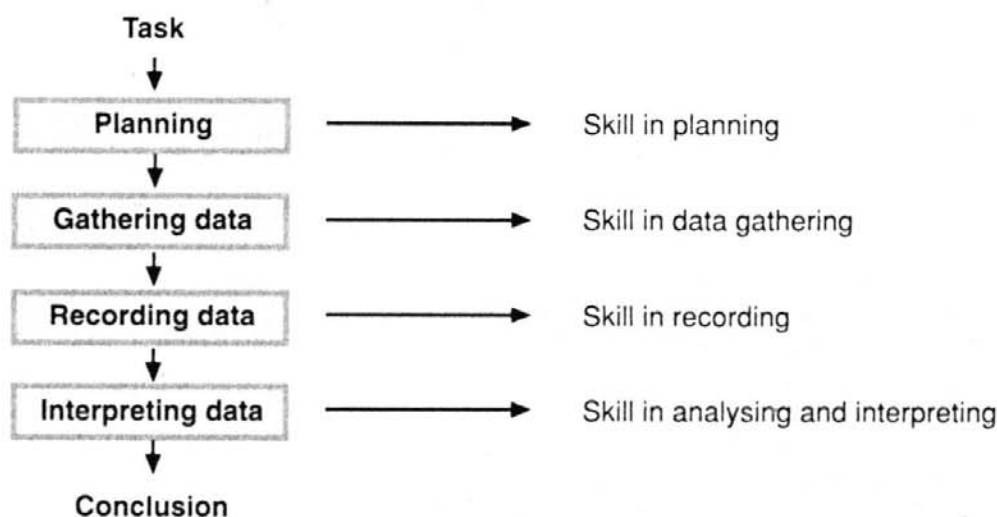 Task
Planning
Skill in planning
Gathering data
Skill in data gathering
Recording data
Skill in recording
Interpreting data
Skill in analysing and interpreting
Conclusion